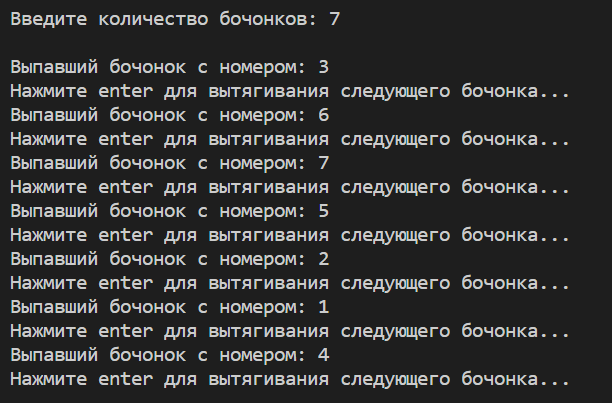 Введите количество бочонков: 7
Выпавший бочонок с номером: 3
Нажмите enter для вытягивания следующего бочонка...
Выпавший бочонок с номером: 6
Нажмите enter для вытягивания следующего бочонка...
Выпавший бочонок с номером: 7
Нажмите enter для вытягивания следующего бочонка...
Выпавший бочонок с номером: 5
Нажмите enter для вытягивания следующего бочонка...
Выпавший бочонок с номером: 2
Нажмите enter для вытягивания следующего бочонка...
Выпавший бочонок с номером: 1
Нажмите enter для вытягивания следующего бочонка...
Выпавший бочонок с номером: 4
Нажмите enter для вытягивания следующего бочонка...